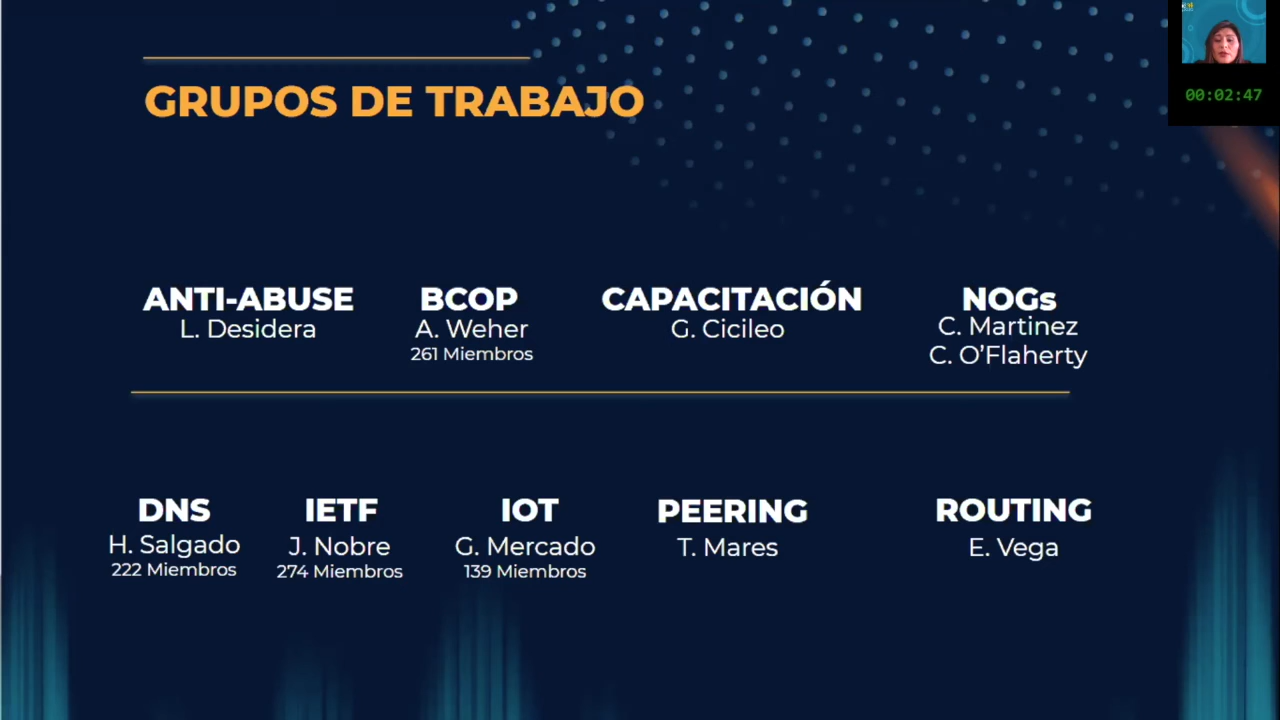 00:02:47
GRUPOS DE TRABAJO
ANTI-ABUSE
L. Desidera
BCOP
A. Weher
261 Miembros
CAPACITACIÓN
G. Cicileo
NOGs
C. Martinez
C. O'Flaherty
DNS
H. Salgado
222 Miembros
IETF
J. Nobre
274 Miembros
IOT
G. Mercado
139 Miembros
PEERING
T. Mares
ROUTING
E. Vega